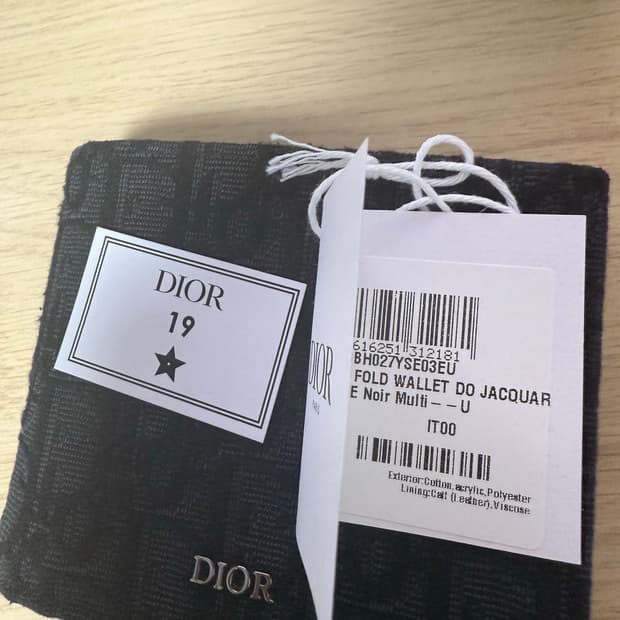 DIOR
19
DIOR
PARIS
616251 312181
BH027YSE03EU
FOLD WALLET DO JACQUAR
E Noir Multi--U
IT00
Exterior:Cotton,acrylic,Polyester
Lining:Calf (Leather),Viscose
DIOR